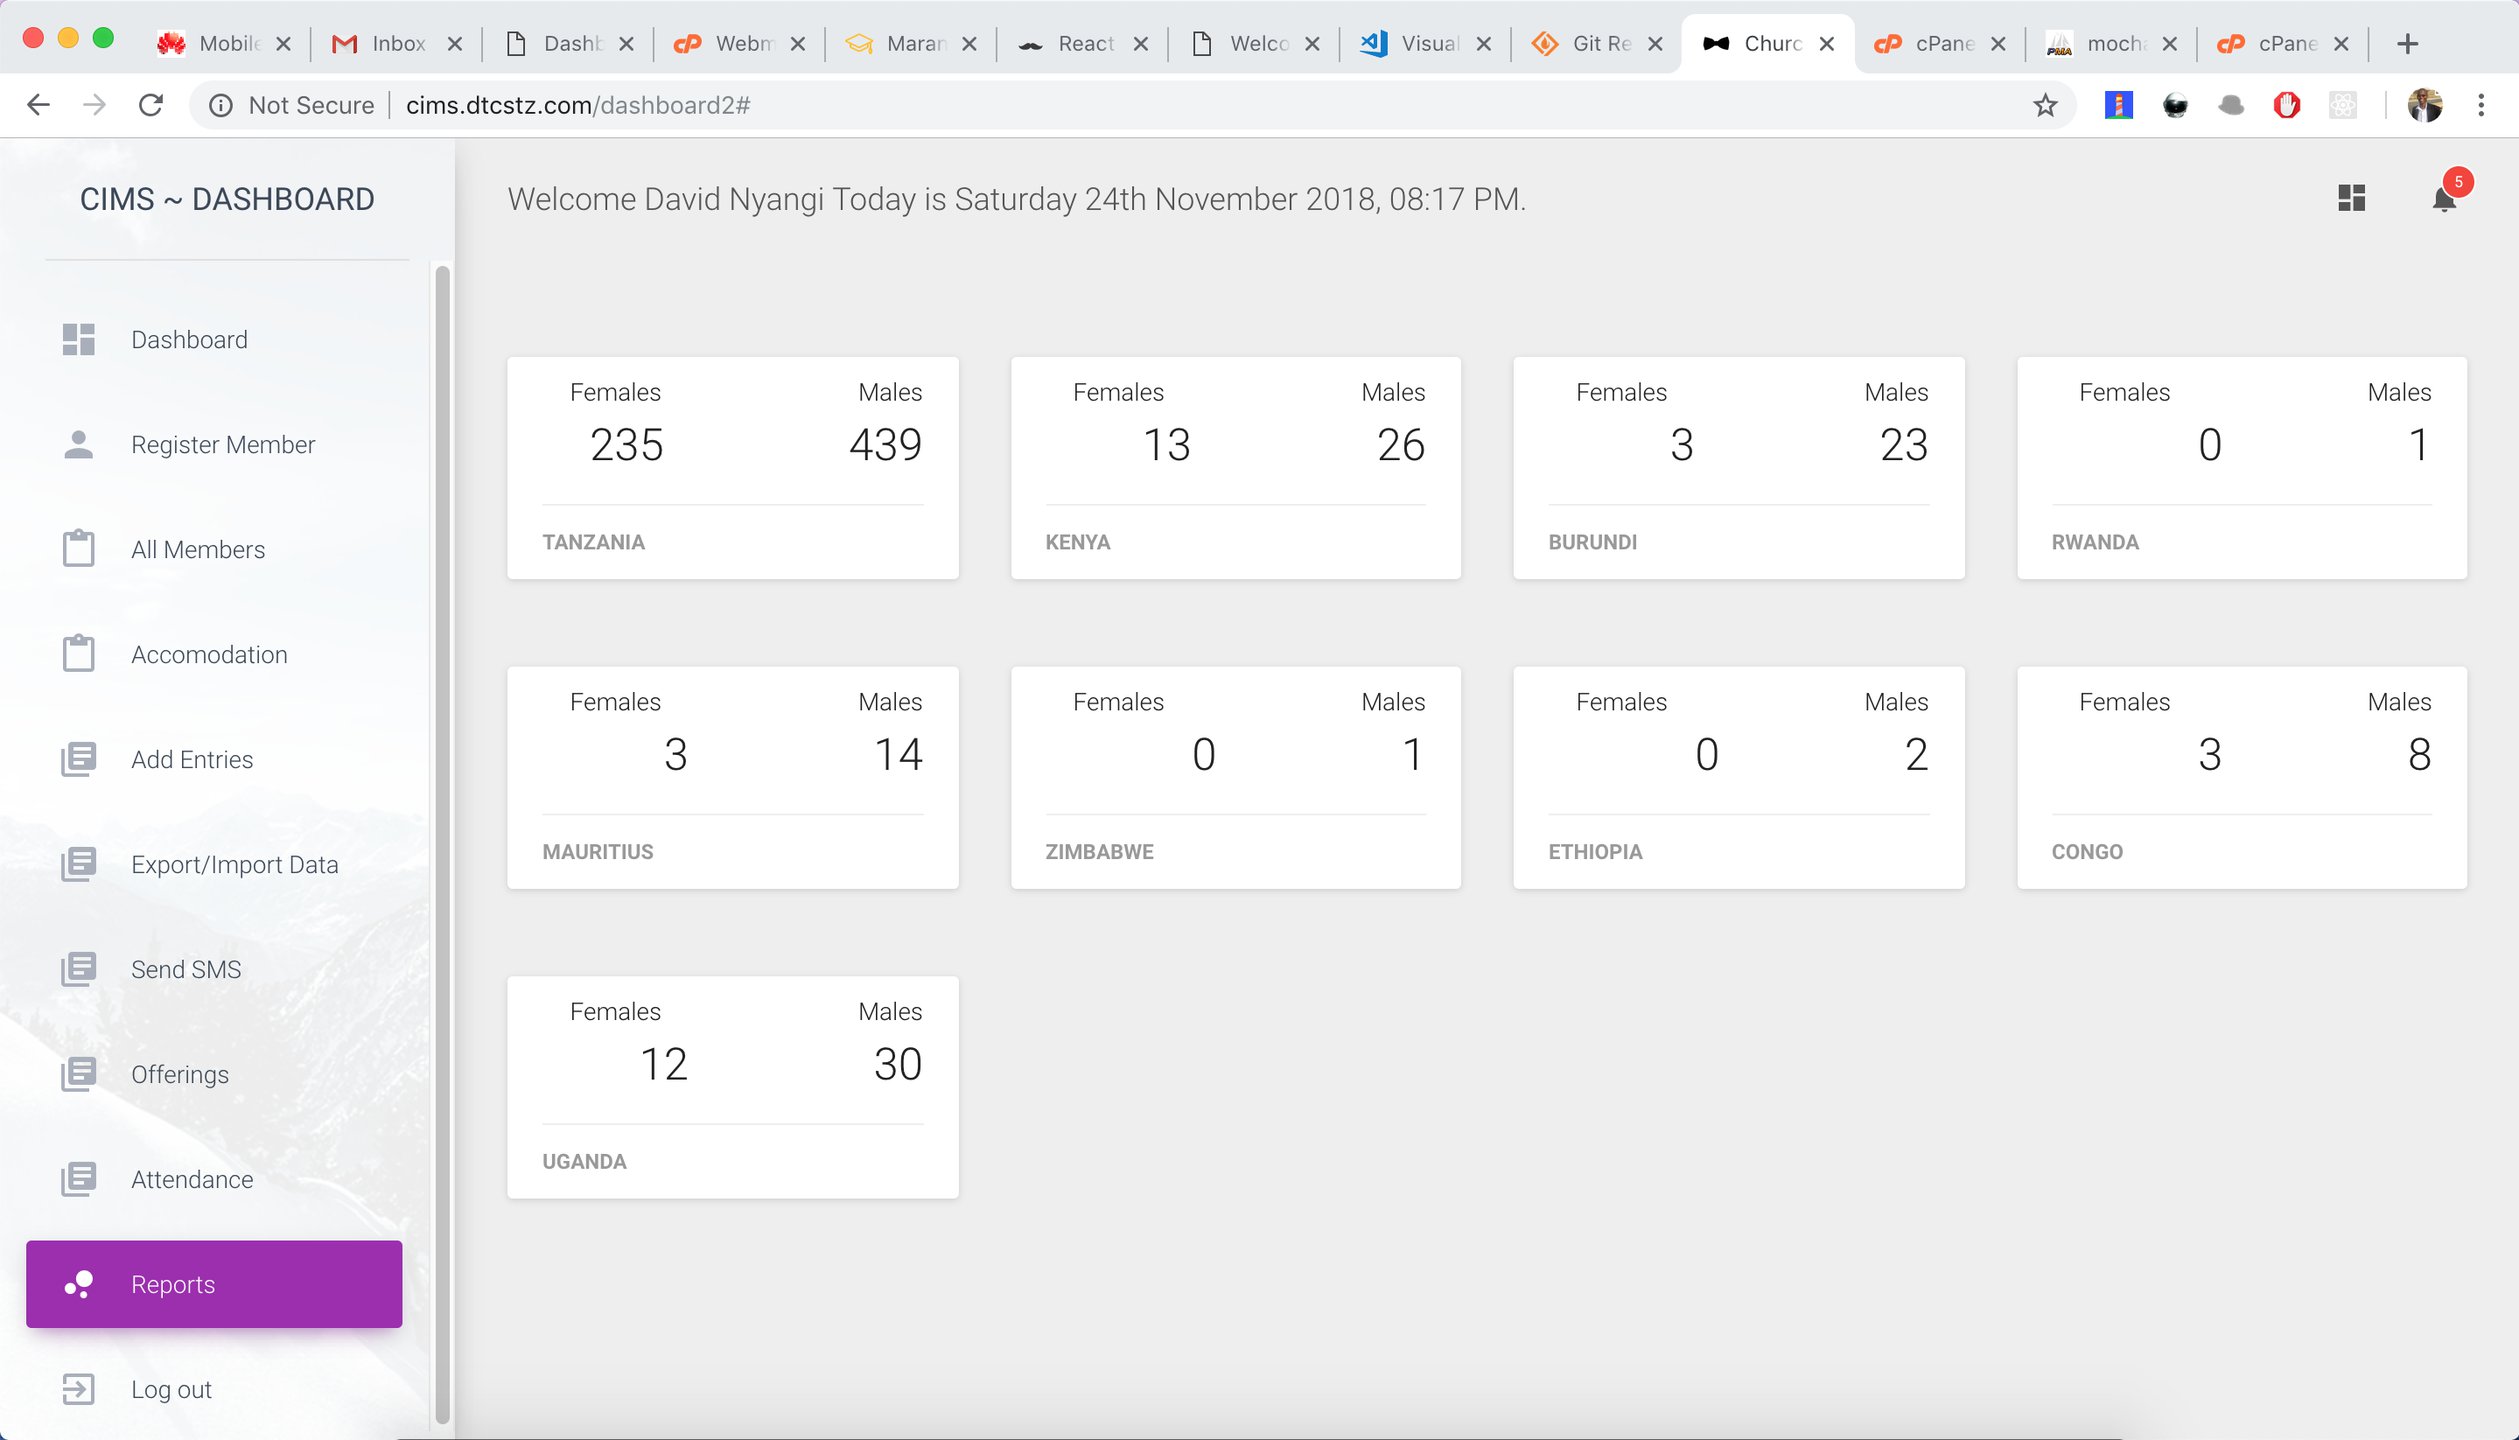 Mobile
Inbox
Dashb
Webm
Maran
React
Welco
Visual
Git Re
Churc
cPane
mocha
cPane
Not Secure
cims.dtcstz.com/dashboard2#
CIMS ~ DASHBOARD
Welcome David Nyangi Today is Saturday 24th November 2018, 08:17 PM.
5
Dashboard
Register Member
All Members
Accomodation
Add Entries
Export/Import Data
Send SMS
Offerings
Attendance
Reports
Log out
Females Males
235 439
TANZANIA
Females Males
13 26
KENYA
Females Males
3 23
BURUNDI
Females Males
0 1
RWANDA
Females Males
3 14
MAURITIUS
Females Males
0 1
ZIMBABWE
Females Males
0 2
ETHIOPIA
Females Males
3 8
CONGO
Females Males
12 30
UGANDA